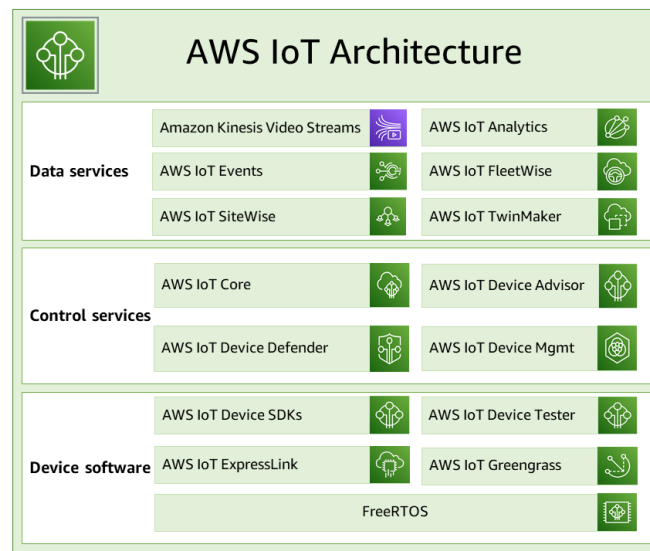 AWS IoT Architecture
Data services
Amazon Kinesis Video Streams
AWS IoT Analytics
AWS IoT Events
AWS IoT FleetWise
AWS IoT SiteWise
AWS IoT TwinMaker
Control services
AWS IoT Core
AWS IoT Device Advisor
AWS IoT Device Defender
AWS IoT Device Mgmt
Device software
AWS IoT Device SDKs
AWS IoT Device Tester
AWS IoT ExpressLink
AWS IoT Greengrass
FreeRTOS